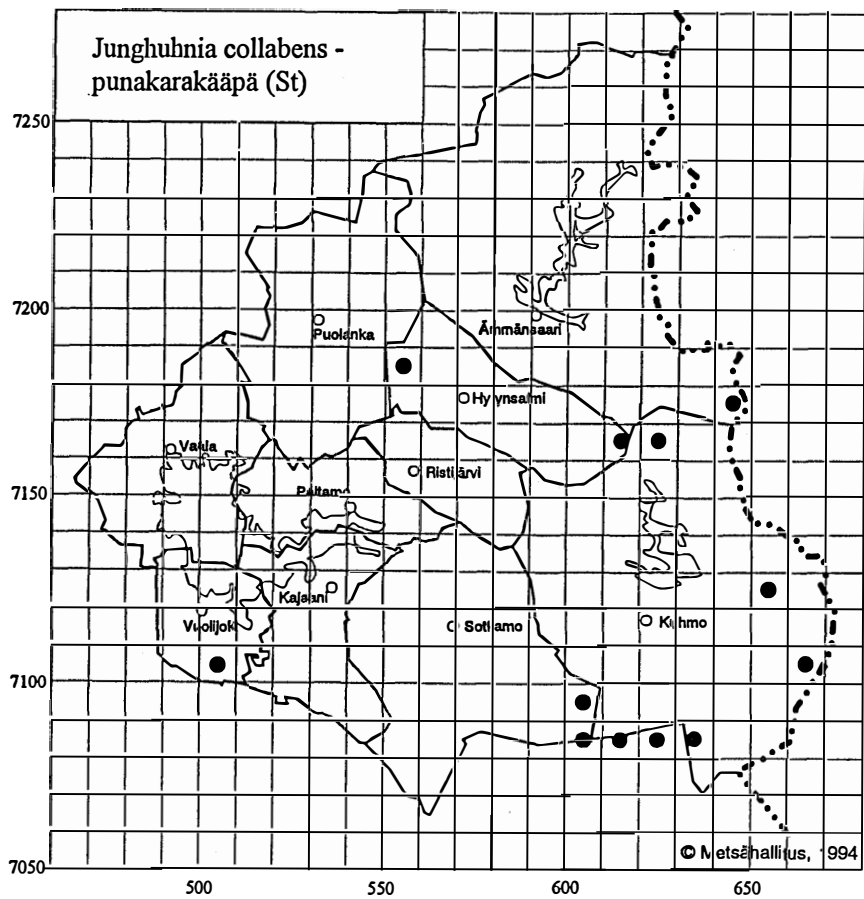 Junghuhnia collabens -
punakarakääpä (St)
7250
7200
Puolanka
Ämmänsaari
Hyrynsalmi
Vaala
Ristijärvi
7150
Paltamo
Kajaani
Vuolijoki
Sotkamo
Kuhmo
7100
© Metsähallitus, 1994
7050
500
550
600
650